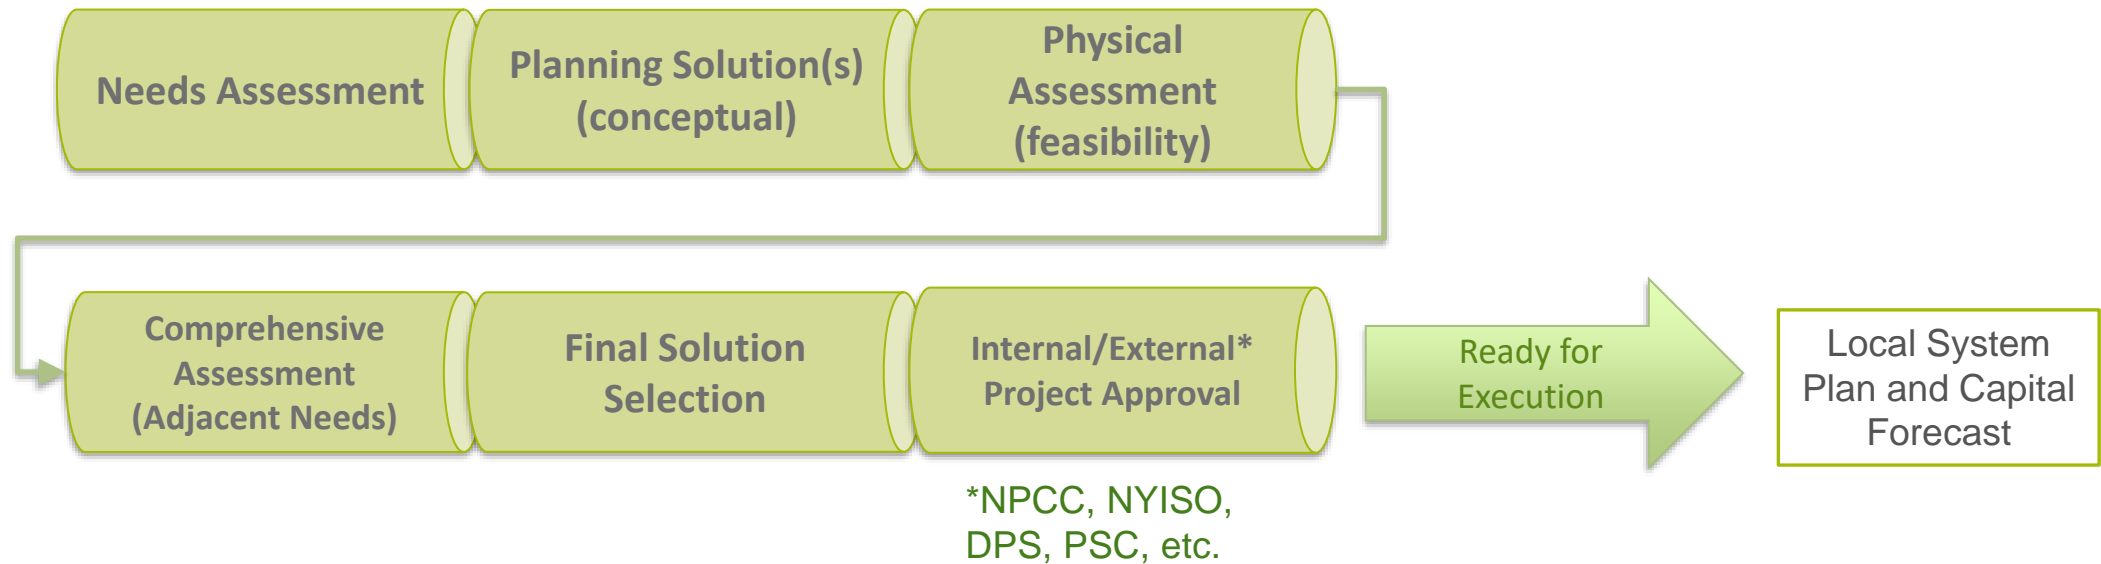 Needs Assessment
Planning Solution(s)
(conceptual)
Physical
Assessment
(feasibility)
Comprehensive
Assessment
(Adjacent Needs)
Final Solution
Selection
Internal/External*
Project Approval
Ready for
Execution
Local System
Plan and Capital
Forecast
*NPCC, NYISO,
DPS, PSC, etc.